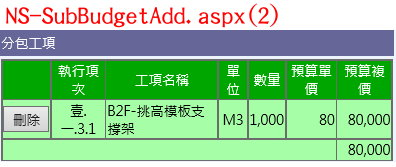 NS-SubBudgetAdd.aspx(2)
分包工項
執行項次 工項名稱 單位 數量 預算單價 預算複價
刪除 壹.一.3.1 B2F-挑高模板支撐架 M3 1,000 80 80,000
80,000